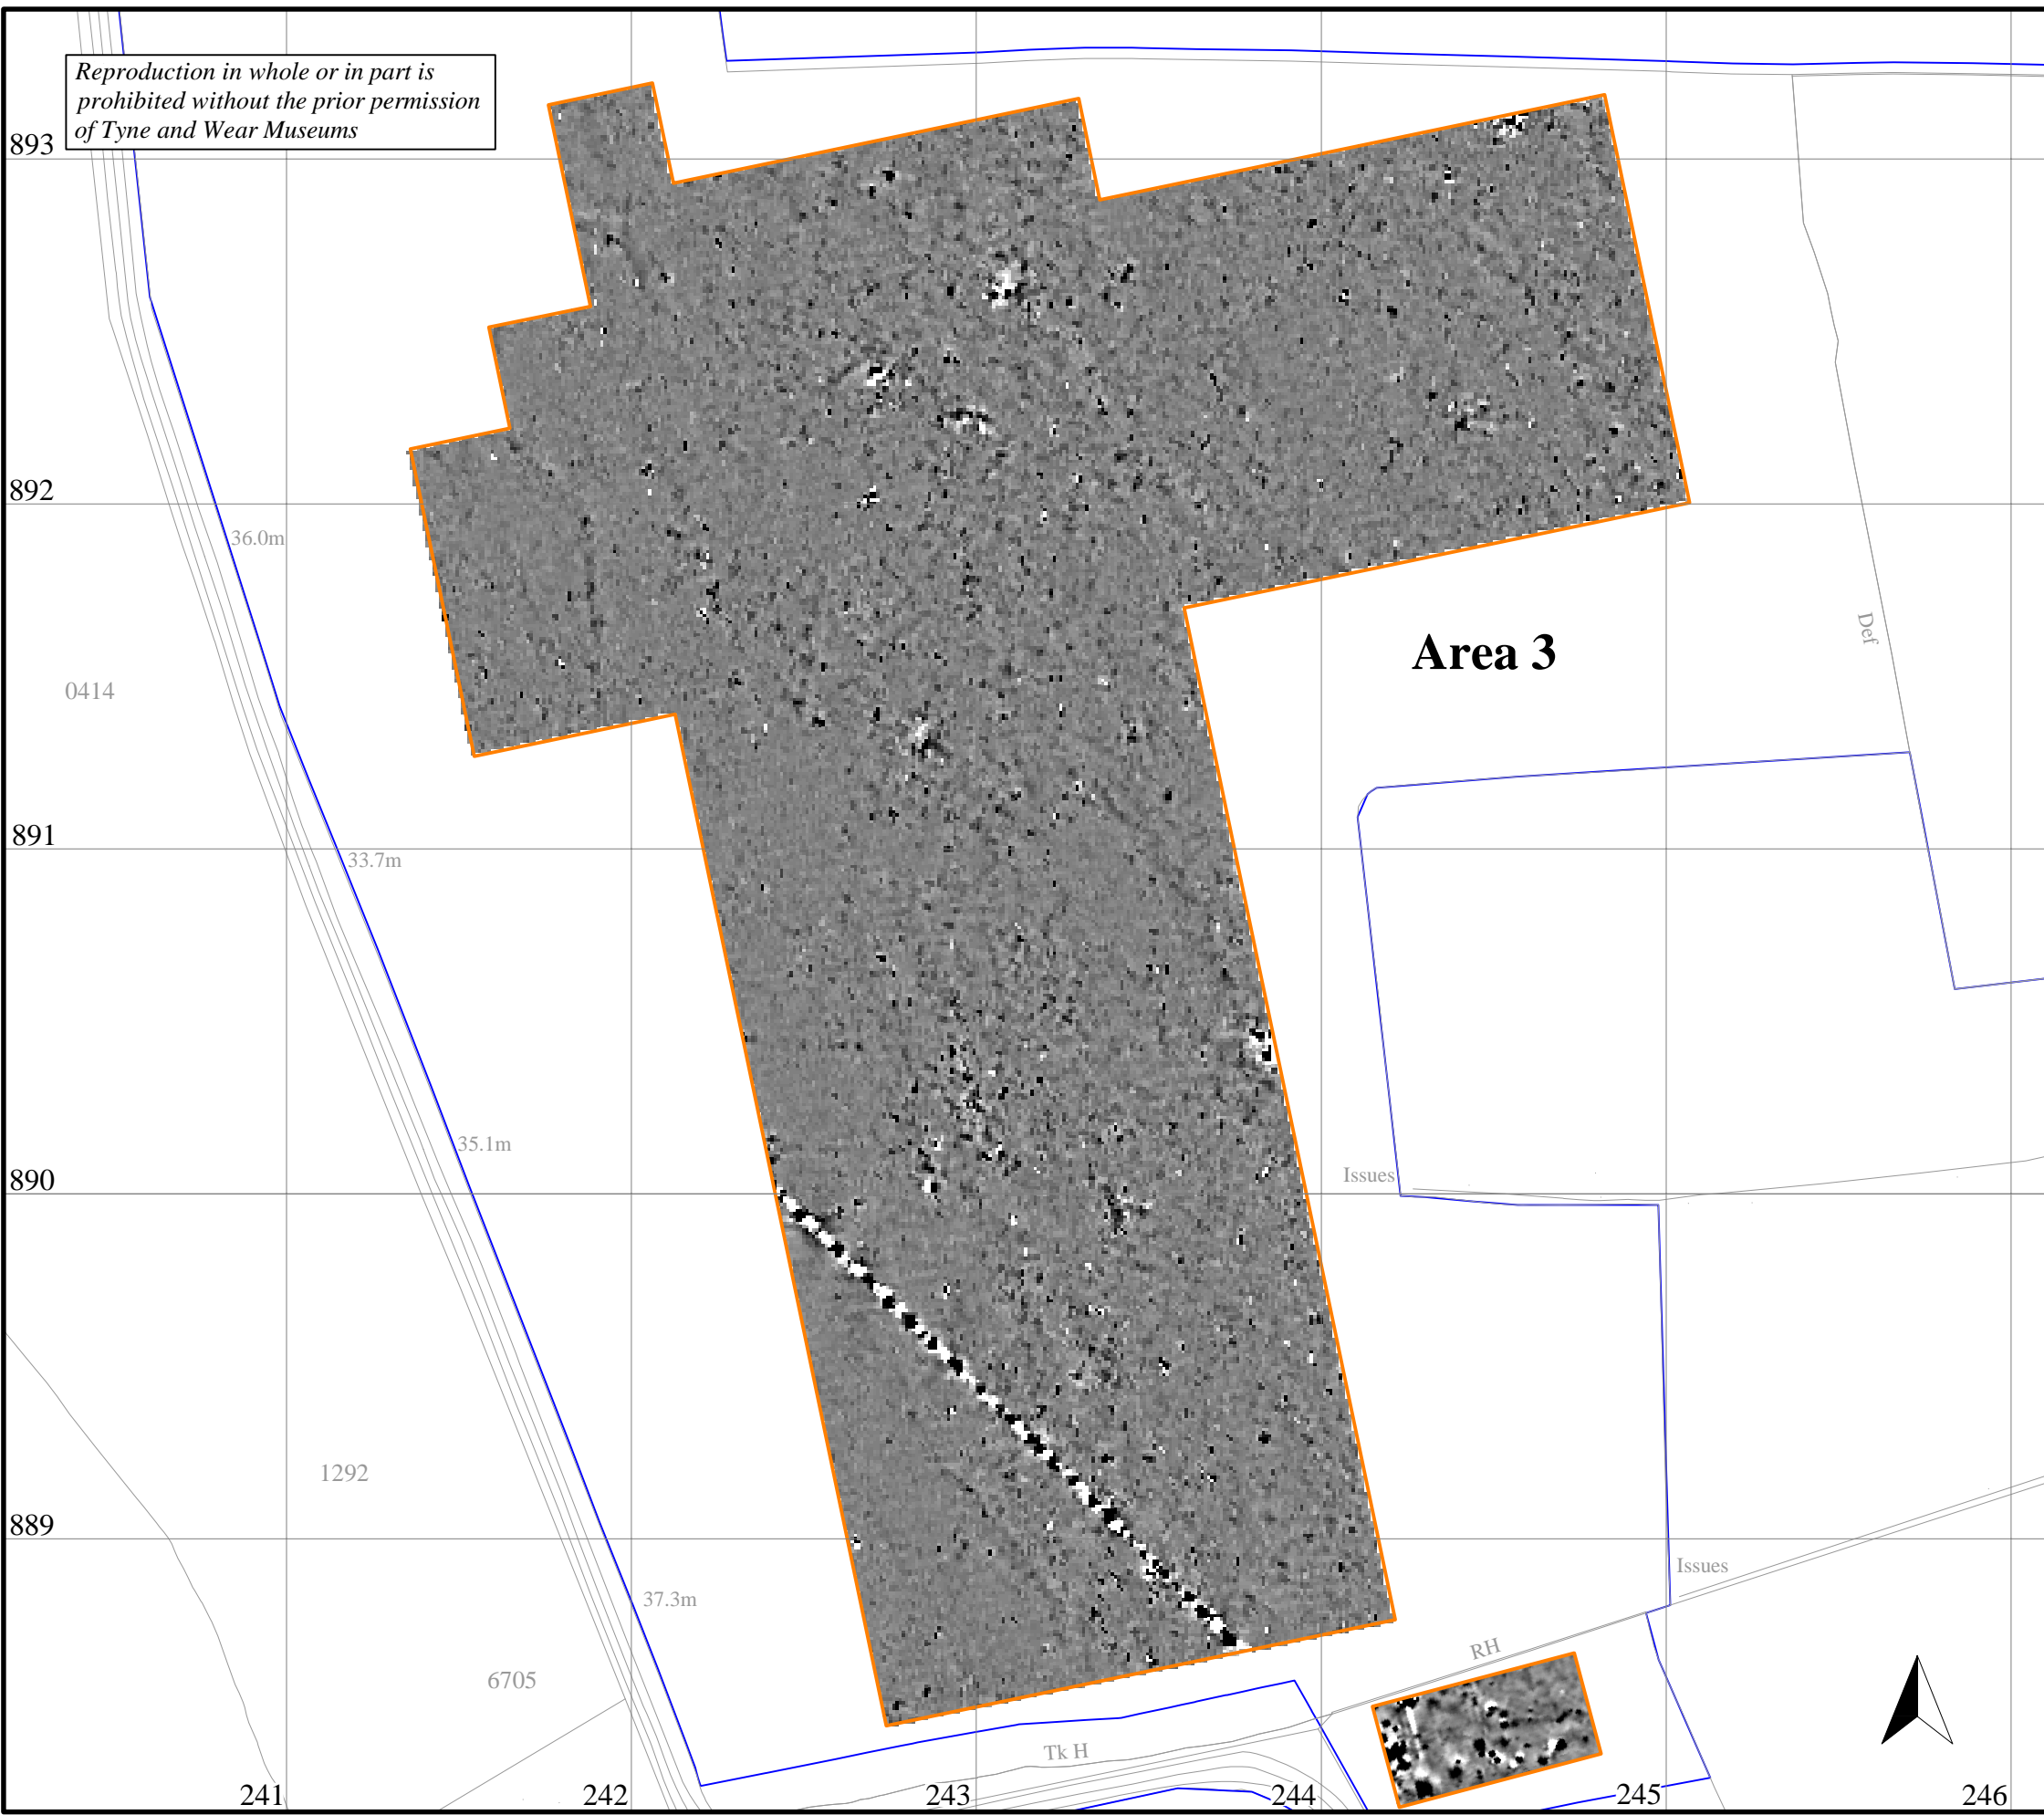 Reproduction in whole or in part is
prohibited without the prior permission
of Tyne and Wear Museums
893
892
36.0m
Area 3
Def
0414
891
33.7m
35.1m
890
Issues
1292
889
Issues
37.3m
RH
6705
Tk H
241
242
243
244
245
246